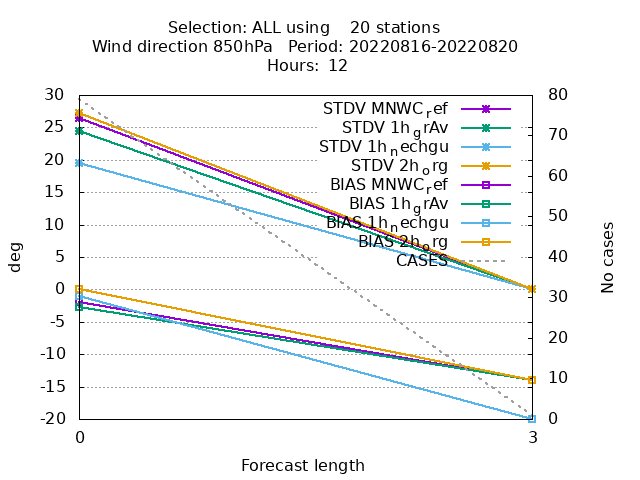 Selection: ALL using    20 stations
Wind direction 850hPa   Period: 20220816-20220820
Hours:  12
30
25
20
15
10
5
0
-5
-10
-15
-20
deg
STDV MNWC_ref
STDV 1h_grAv
STDV 1h_nechgu
STDV 2h_org
BIAS MNWC_ref
BIAS 1h_grAv
BIAS 1h_nechgu
BIAS 2h_org
CASES
80
70
60
50
40
30
20
10
0
No cases
0 3
Forecast length